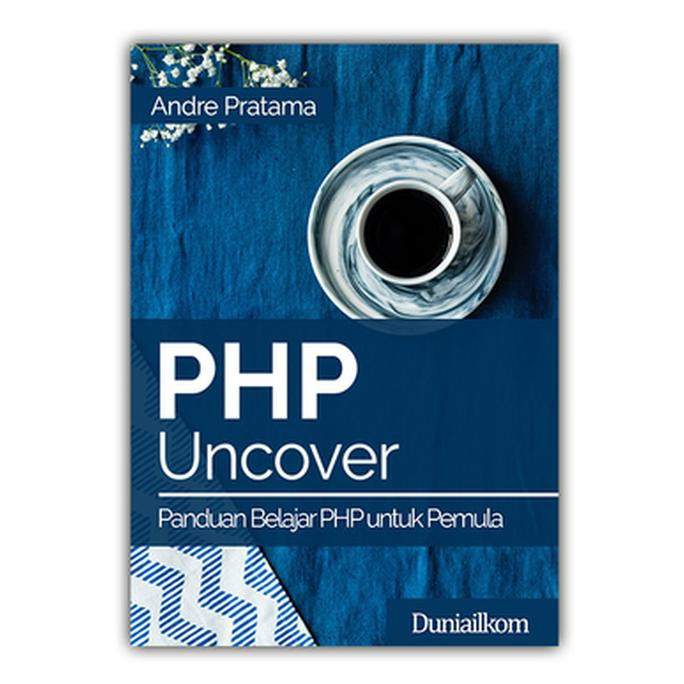 Andre Pratama
PHP
Uncover
Panduan Belajar PHP untuk Pemula
Duniailkom